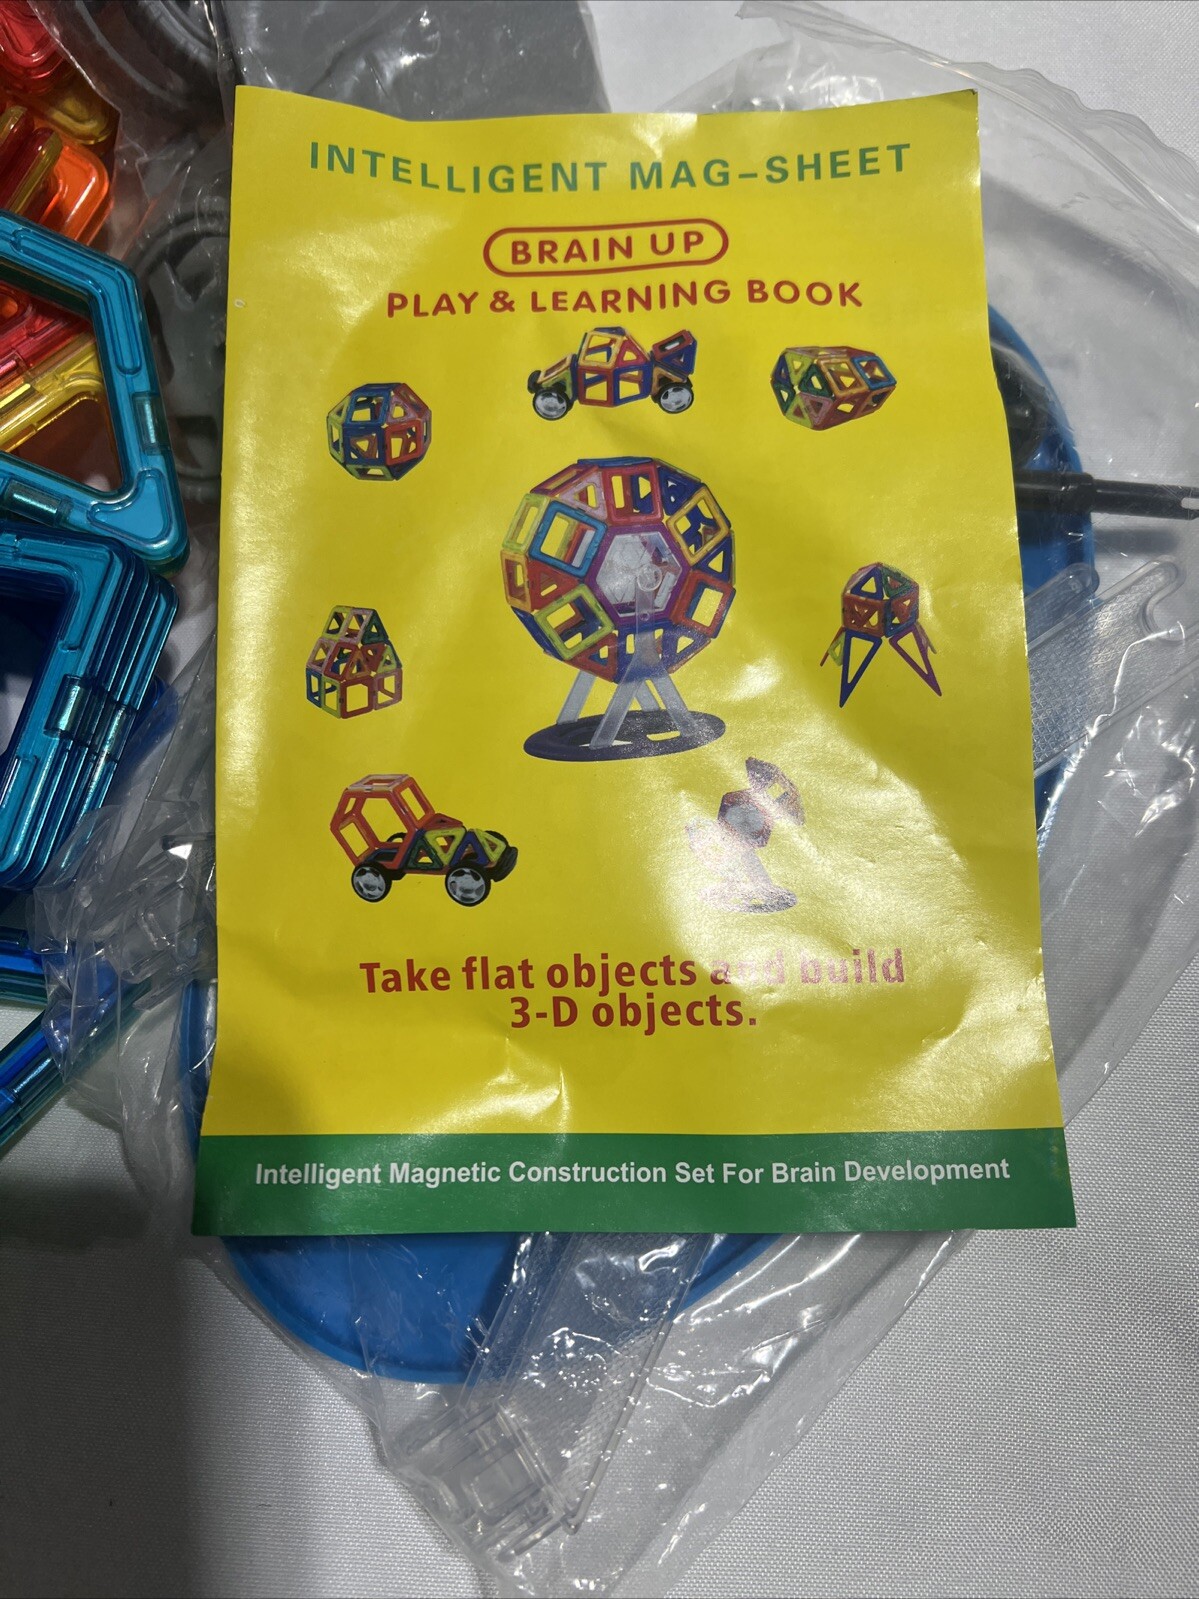 INTELLIGENT MAG-SHEET
BRAIN UP
PLAY & LEARNING BOOK
Take flat objects and build
3-D objects.
Intelligent Magnetic Construction Set For Brain Development